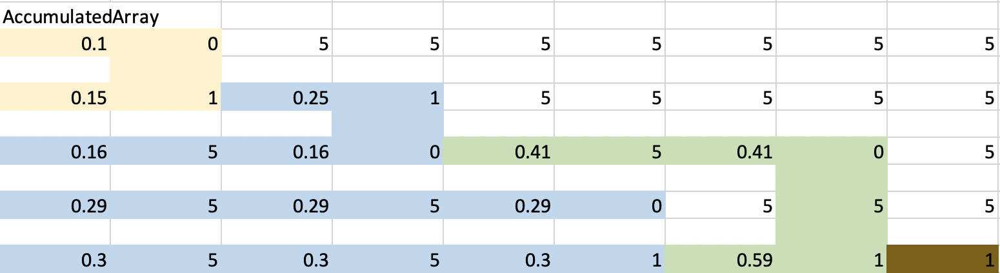 AccumulatedArray
0.1 0 5 5 5 5 5 5 5
0.15 1 0.25 1 5 5 5 5 5
0.16 5 0.16 0 0.41 5 0.41 0 5
0.29 5 0.29 5 0.29 0 5 5 5
0.3 5 0.3 5 0.3 1 0.59 1 1